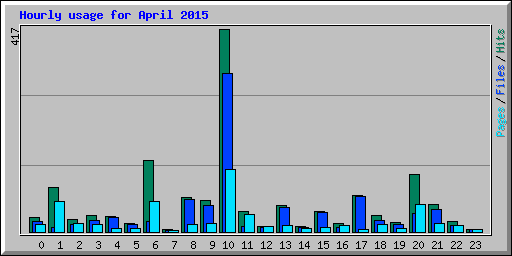 Hourly usage for April 2015
417
Pages/Files/Hits
0 1 2 3 4 5 6 7 8 9 10 11 12 13 14 15 16 17 18 19 20 21 22 23